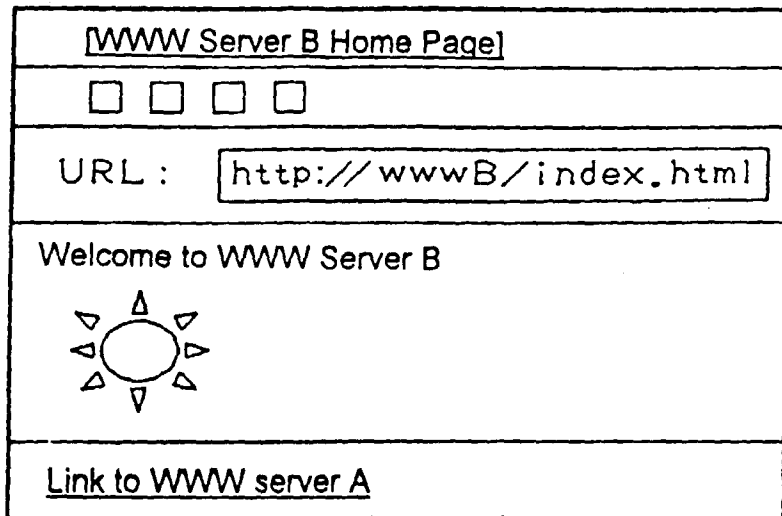 [WWW Server B Home Page]
URL: http://wwwB/index.html
Welcome to WWW Server B
Link to WWW server A